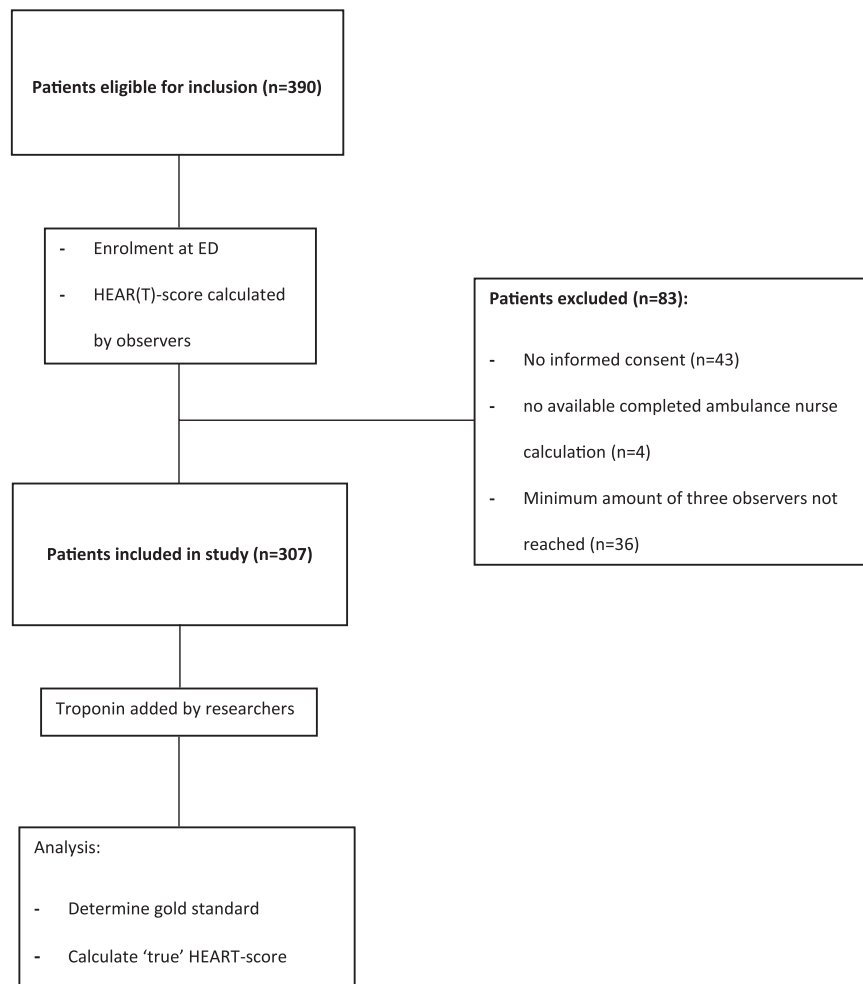 Patients eligible for inclusion (n=390)
- Enrolment at ED
- HEAR(T)-score calculated
by observers
Patients excluded (n=83):
- No informed consent (n=43)
- no available completed ambulance nurse
calculation (n=4)
- Minimum amount of three observers not
reached (n=36)
Patients included in study (n=307)
Troponin added by researchers
Analysis:
- Determine gold standard
- Calculate ‘true’ HEART-score